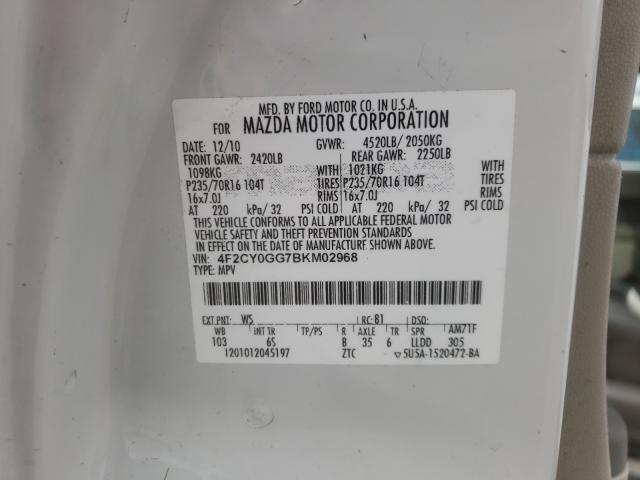 MFD. BY FORD MOTOR CO. IN U.S.A.
FOR MAZDA MOTOR CORPORATION
DATE: 12/10 GVWR: 4520LB/ 2050KG
FRONT GAWR: 2420LB REAR GAWR: 2250LB
1098KG WITH 1021KG WITH
P235/70R16 104T TIRES P235/70R16 104T TIRES
16x7.0J RIMS 16x7.0J RIMS
AT 220 kPa/ 32 PSI COLD AT 220 kPa/ 32 PSI COLD
THIS VEHICLE CONFORMS TO ALL APPLICABLE FEDERAL MOTOR
VEHICLE SAFETY AND THEFT PREVENTION STANDARDS
IN EFFECT ON THE DATE OF MANUFACTURE SHOWN ABOVE.
VIN: 4F2CY0GG7BKM02968
TYPE: MPV
EXT PNT: WS RC: 81 DSO:
WB INT TR TP/PS R AXLE TR SPR AM71F
103 6S B 35 6 LLDD 305
1201012045197 ZTC ▽5U5A-1520472-BA